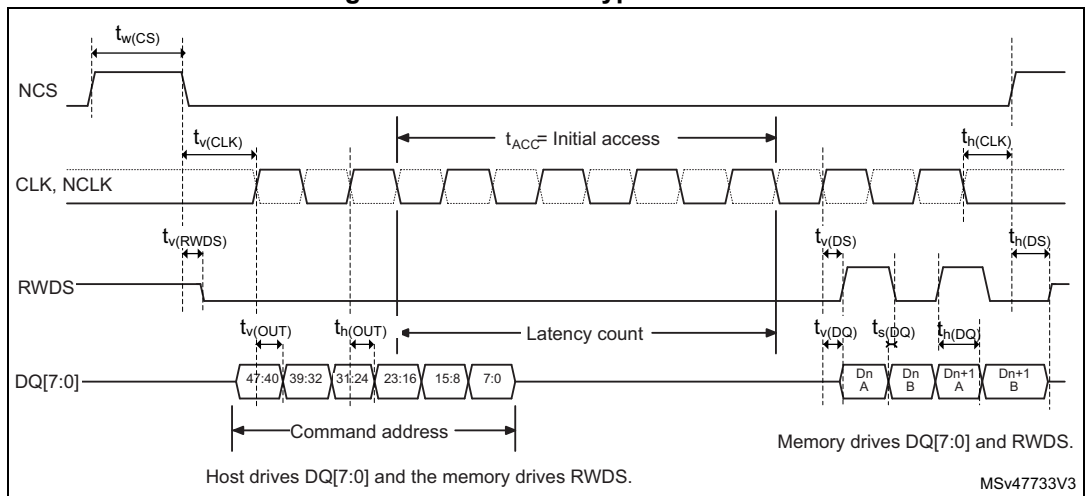 tw(CS)
NCS
tv(CLK)
tACC= Initial access
th(CLK)
CLK, NCLK
tv(RWDS)
tv(DS)
th(DS)
RWDS
tv(OUT)
th(OUT)
Latency count
tv(DQ)
ts(DQ)
th(DQ)
DQ[7:0]
47:40 39:32 31:24 23:16 15:8 7:0
Dn A
Dn B
Dn+1 A
Dn+1 B
Command address
Memory drives DQ[7:0] and RWDS.
Host drives DQ[7:0] and the memory drives RWDS.
MSv47733V3